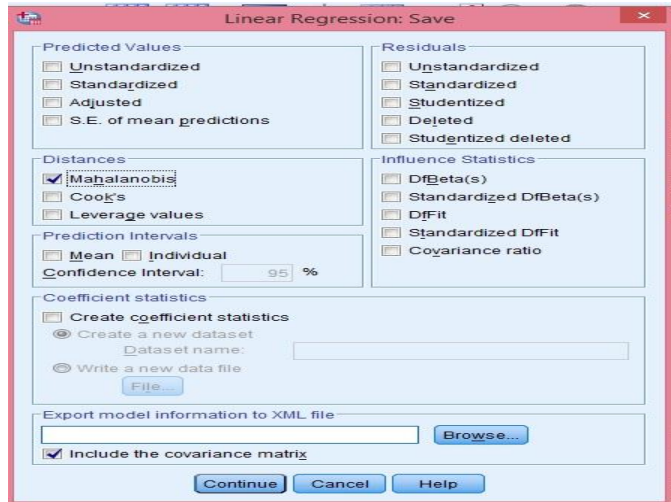 Linear Regression: Save
Predicted Values
Unstandardized
Standardized
Adjusted
S.E. of mean predictions
Residuals
Unstandardized
Standardized
Studentized
Deleted
Studentized deleted
Distances
Mahalanobis
Cook's
Leverage values
Influence Statistics
DfBeta(s)
Standardized DfBeta(s)
DfFit
Standardized DfFit
Covariance ratio
Prediction Intervals
Mean Individual
Confidence Interval: 95 %
Coefficient statistics
Create coefficient statistics
Create a new dataset
Dataset name:
Write a new data file
File...
Export model information to XML file
Browse...
Include the covariance matrix
Continue Cancel Help